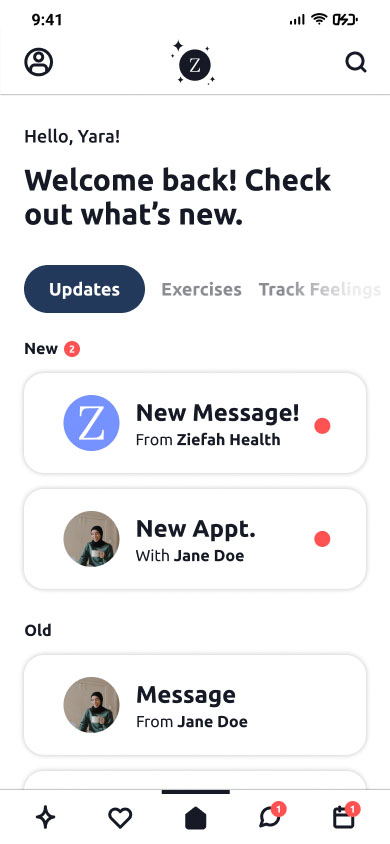 9:41
Z
Hello, Yara!
Welcome back! Check
out what’s new.
Updates Exercises Track Feelings
New 2
Z
New Message!
From Ziefah Health
New Appt.
With Jane Doe
Old
Message
From Jane Doe
1 1